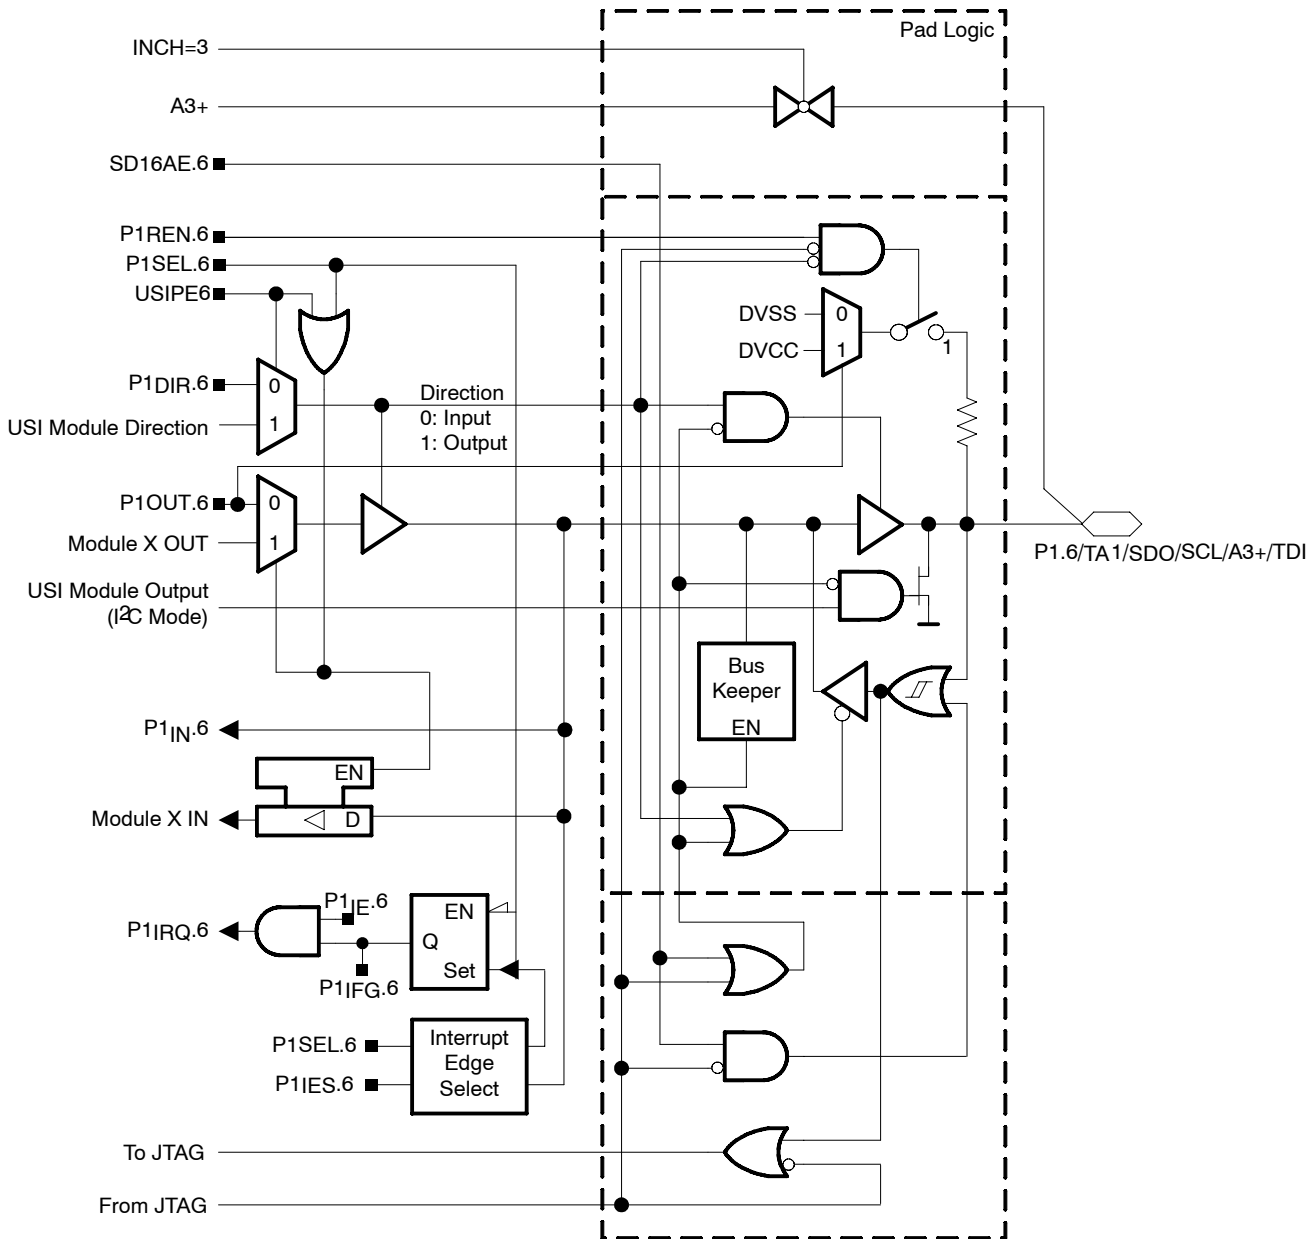 Pad Logic
INCH=3
A3+
SD16AE.6
P1REN.6
P1SEL.6
USIPE6
DVSS
0
DVCC
1
1
P1DIR.6
0
USI Module Direction
1
Direction
0: Input
1: Output
P1OUT.6
0
Module X OUT
1
P1.6/TA1/SDO/SCL/A3+/TDI
USI Module Output
(I2C Mode)
Bus
Keeper
EN
P1IN.6
EN
Module X IN
D
P1IE.6
P1IRQ.6
EN
Q
Set
P1IFG.6
P1SEL.6
P1IES.6
Interrupt
Edge
Select
To JTAG
From JTAG